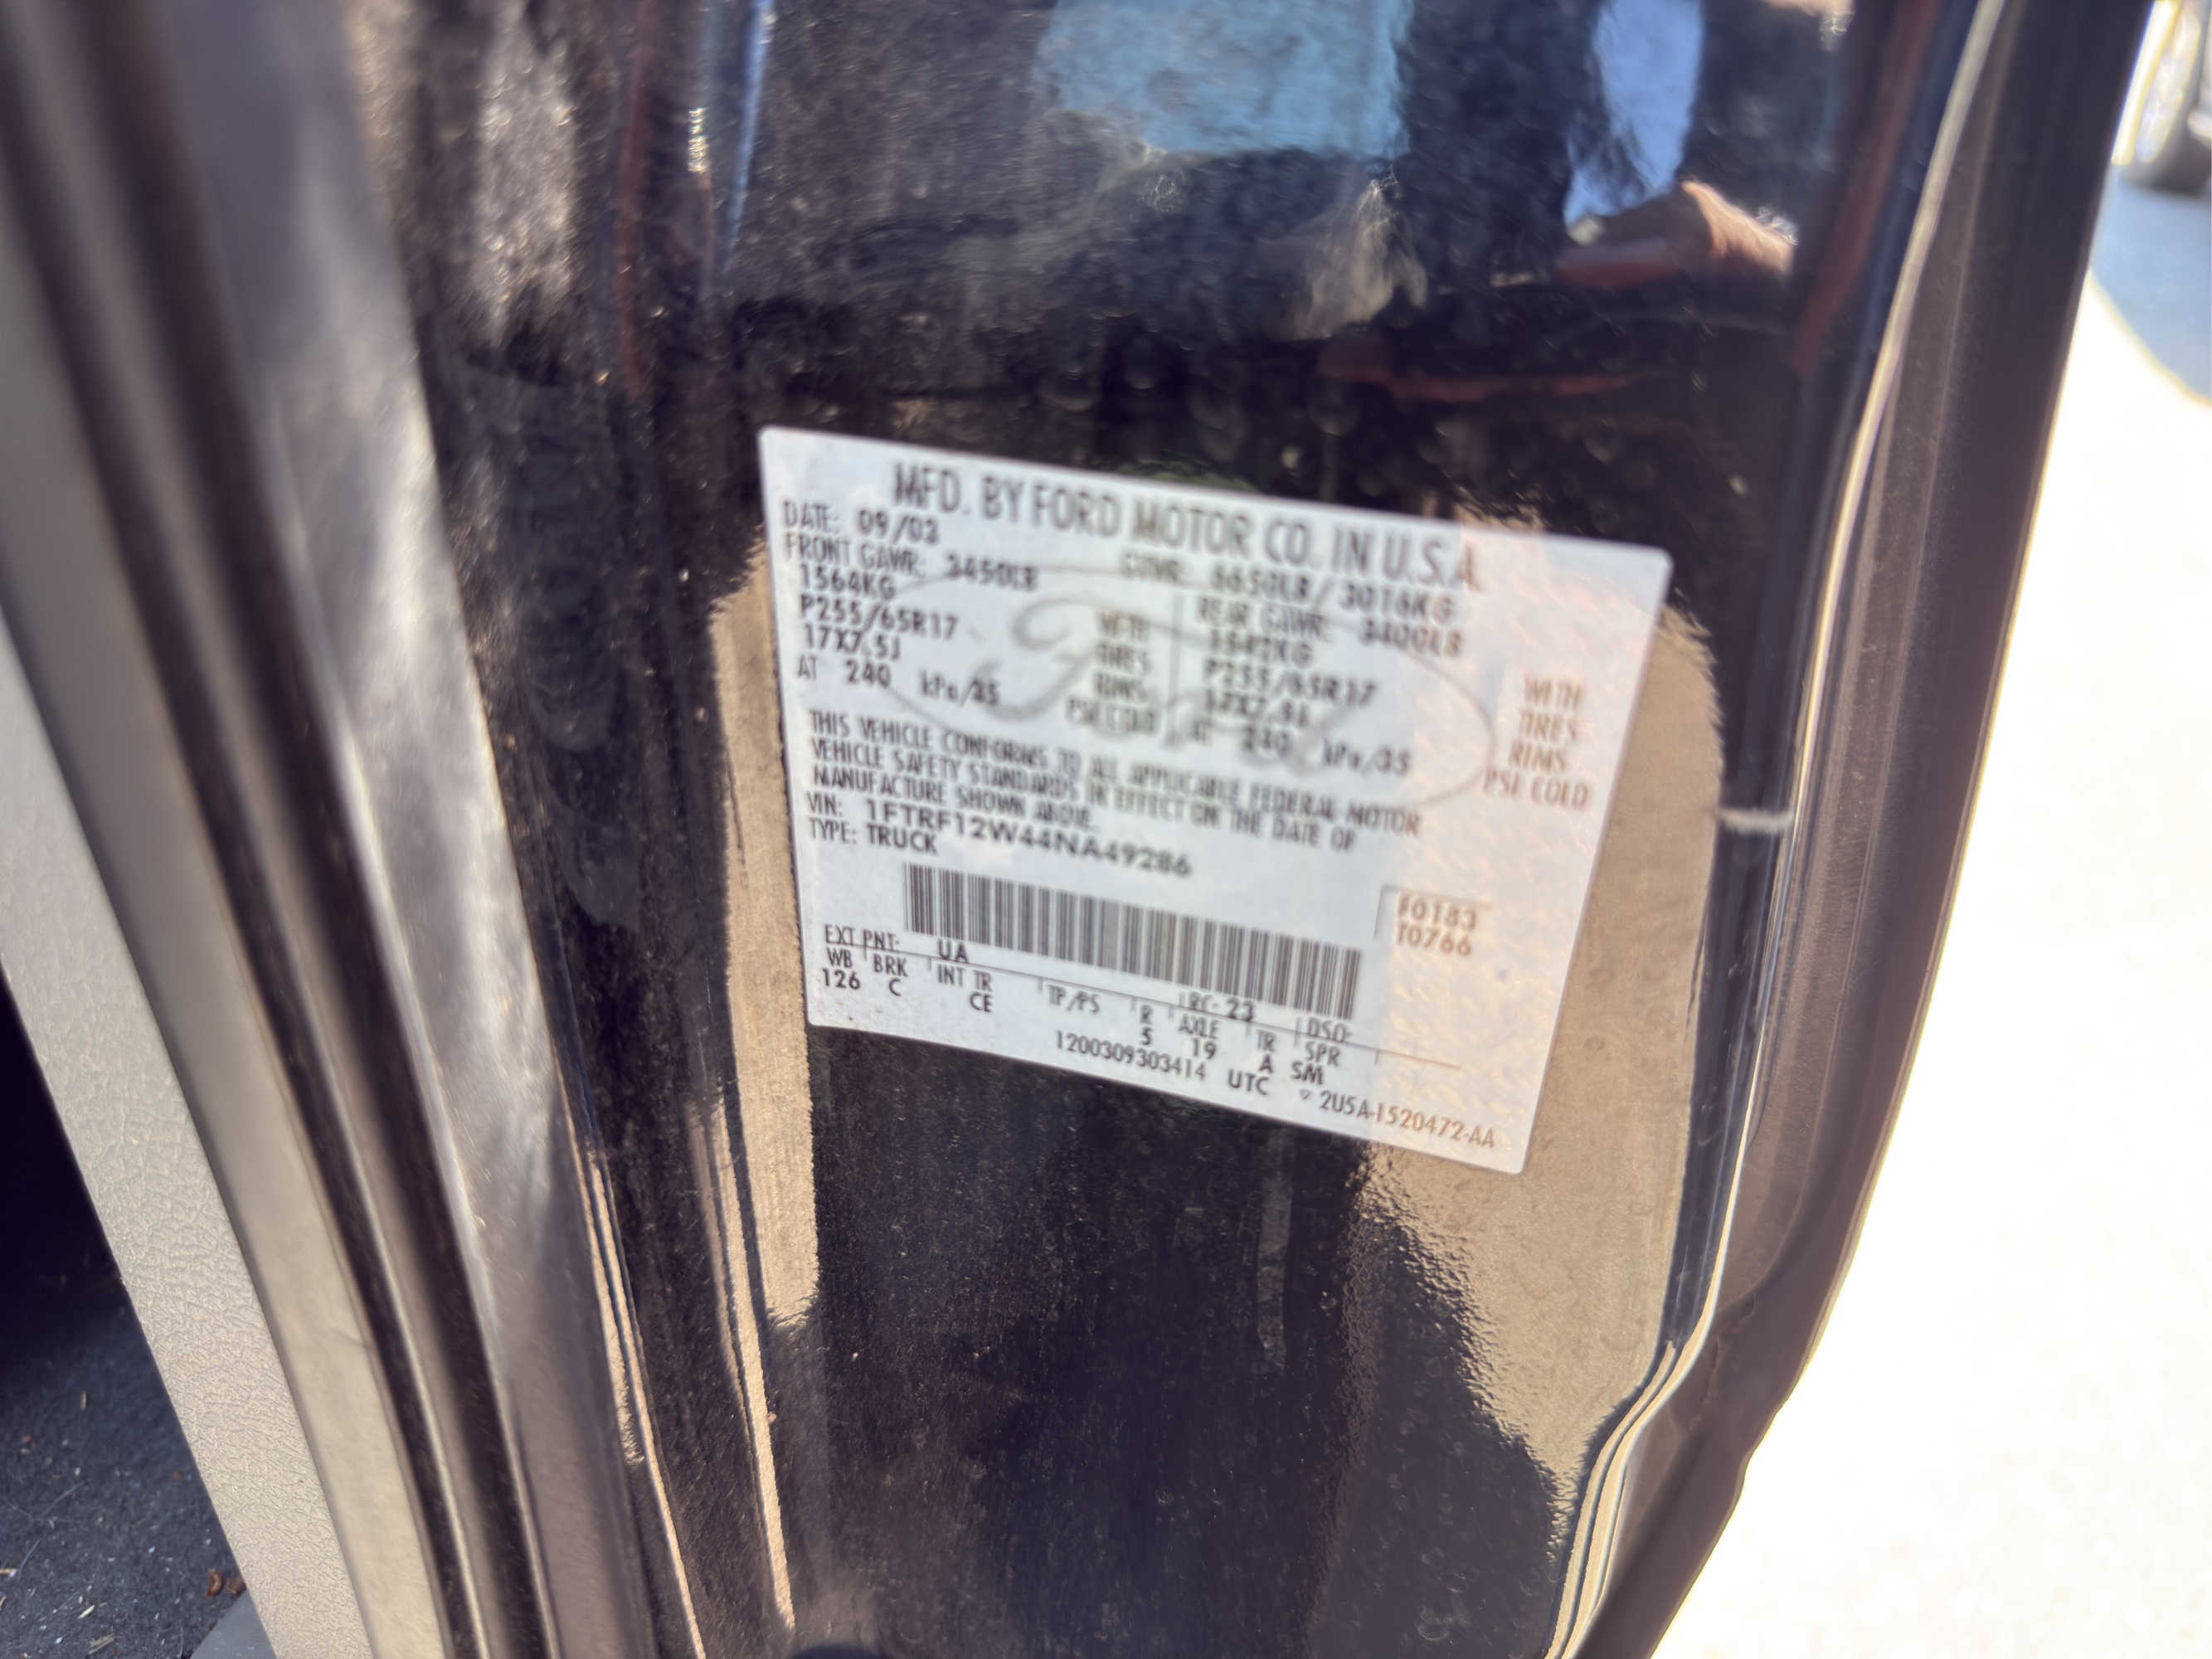 MFD. BY FORD MOTOR CO. IN U.S.A.
DATE: 09/03 GVWR: 6650LB/3016KG
FRONT GAWR: 3450LB REAR GAWR: 3400LB
1564KG WITH 1542KG WITH
P255/65R17 TIRES P255/65R17 TIRES
17X7.5J RIMS 17X7.5J RIMS
AT 240 kPa/35 PSI COLD AT 240 kPa/35 PSI COLD
THIS VEHICLE CONFORMS TO ALL APPLICABLE FEDERAL MOTOR
VEHICLE SAFETY STANDARDS IN EFFECT ON THE DATE OF
MANUFACTURE SHOWN ABOVE.
VIN: 1FTRF12W44NA49286
TYPE: TRUCK
F0183
T0766
EXT PNT: UA RC: 23 DSO:
WB BRK INT TR TP/PS R AXLE TR SPR
126 C CE 5 19 A SM
1200309303414 UTC ▽ 2U5A-1520472-AA
Ford